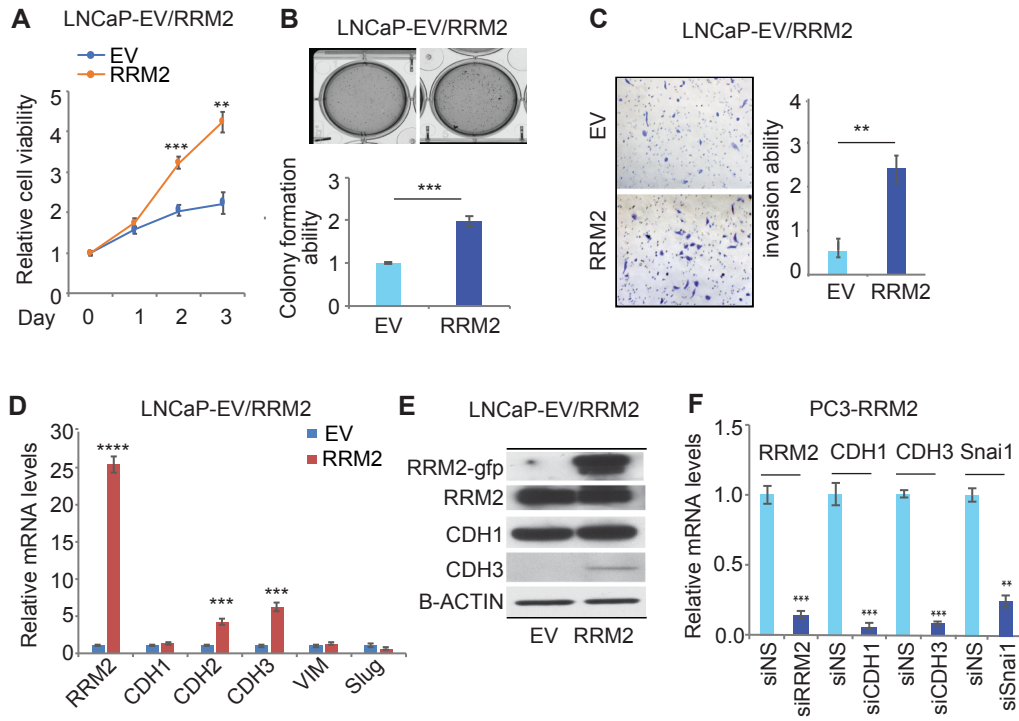 A
LNCaP-EV/RRM2
EV
RRM2
Relative cell viability
5
4
3
2
1
0
**
***
Day
0 1 2 3
B
LNCaP-EV/RRM2
Colony formation
ability
3
2
1
0
***
EV RRM2
C
LNCaP-EV/RRM2
EV
RRM2
invasion ability
4
3
2
1
0
**
EV RRM2
D
LNCaP-EV/RRM2
EV
RRM2
Relative mRNA levels
30
25
20
15
10
5
0
****
***
***
RRM2 CDH1 CDH2 CDH3 VIM Slug
E
LNCaP-EV/RRM2
RRM2-gfp
RRM2
CDH1
CDH3
B-ACTIN
EV RRM2
F
PC3-RRM2
RRM2 CDH1 CDH3 Snai1
Relative mRNA levels
1.5
1.0
0.5
0.0
*** *** *** **
siNS siRRM2 siNS siCDH1 siNS siCDH3 siNS siSnai1